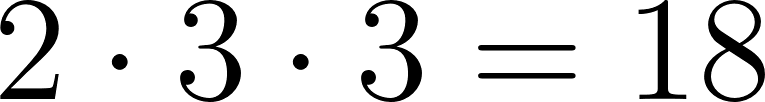 2 · 3 · 3 = 18